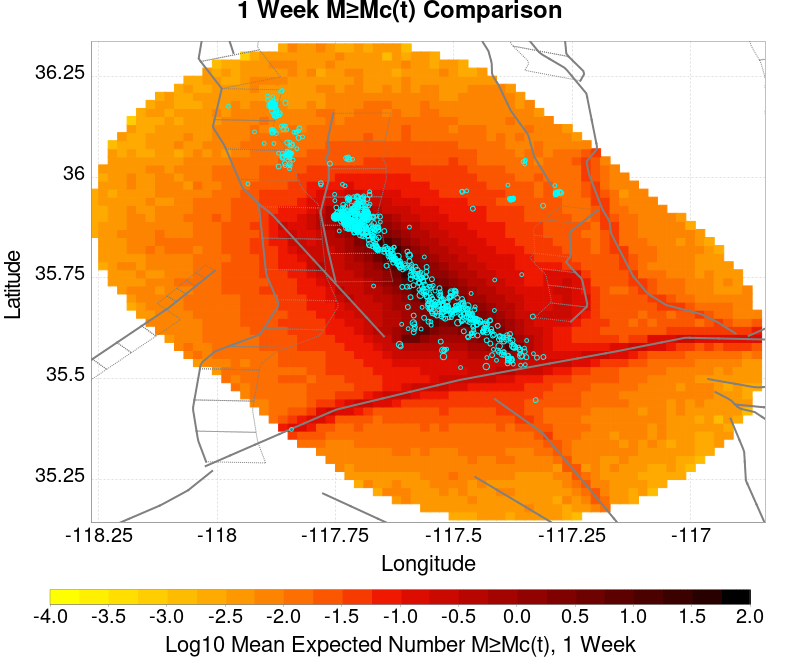 1 Week M≥Mc(t) Comparison
36.25
36
35.75
35.5
35.25
Latitude
-118.25 -118 -117.75 -117.5 -117.25 -117
Longitude
-4.0 -3.5 -3.0 -2.5 -2.0 -1.5 -1.0 -0.5 0.0 0.5 1.0 1.5 2.0
Log10 Mean Expected Number M≥Mc(t), 1 Week